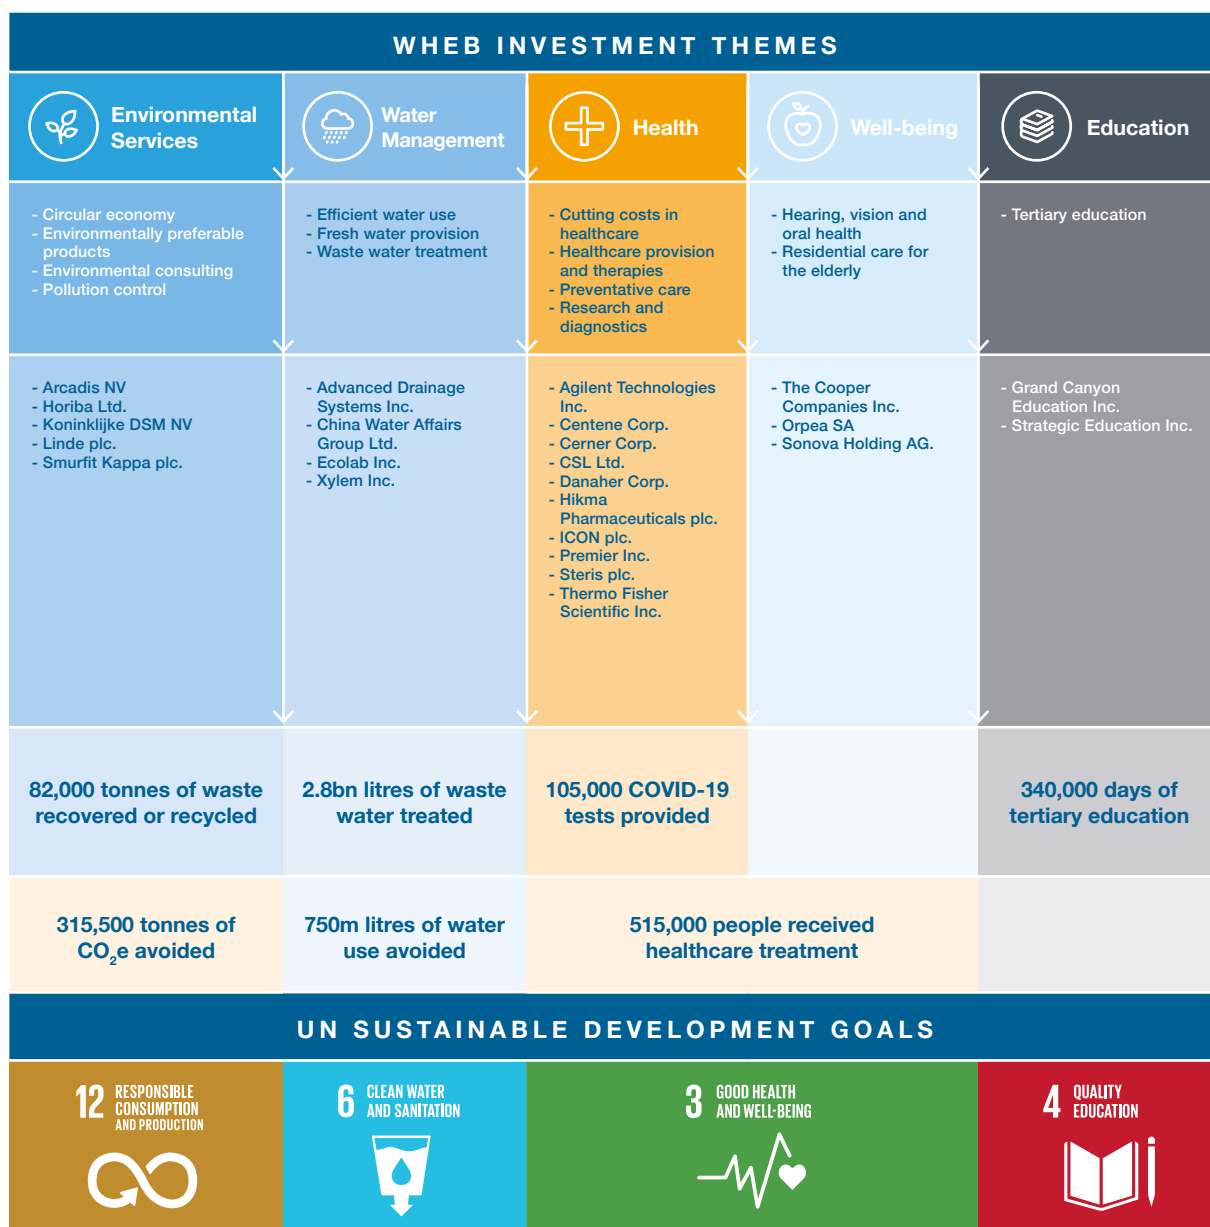 WHEB INVESTMENT THEMES
Environmental
Services
Water
Management
Health
Well-being
Education
- Circular economy
- Environmentally preferable
products
- Environmental consulting
- Pollution control
- Efficient water use
- Fresh water provision
- Waste water treatment
- Cutting costs in
healthcare
- Healthcare provision
and therapies
- Preventative care
- Research and
diagnostics
- Hearing, vision and
oral health
- Residential care for
the elderly
- Tertiary education
- Arcadis NV
- Horiba Ltd.
- Koninklijke DSM NV
- Linde plc.
- Smurfit Kappa plc.
- Advanced Drainage
Systems Inc.
- China Water Affairs
Group Ltd.
- Ecolab Inc.
- Xylem Inc.
- Agilent Technologies
Inc.
- Centene Corp.
- Cerner Corp.
- CSL Ltd.
- Danaher Corp.
- Hikma
Pharmaceuticals plc.
- ICON plc.
- Premier Inc.
- Steris plc.
- Thermo Fisher
Scientific Inc.
- The Cooper
Companies Inc.
- Orpea SA
- Sonova Holding AG.
- Grand Canyon
Education Inc.
- Strategic Education Inc.
82,000 tonnes of waste
recovered or recycled
2.8bn litres of waste
water treated
105,000 COVID-19
tests provided
340,000 days of
tertiary education
315,500 tonnes of
CO₂e avoided
750m litres of water
use avoided
515,000 people received
healthcare treatment
UN SUSTAINABLE DEVELOPMENT GOALS
12 RESPONSIBLE
CONSUMPTION
AND PRODUCTION
6 CLEAN WATER
AND SANITATION
3 GOOD HEALTH
AND WELL-BEING
4 QUALITY
EDUCATION